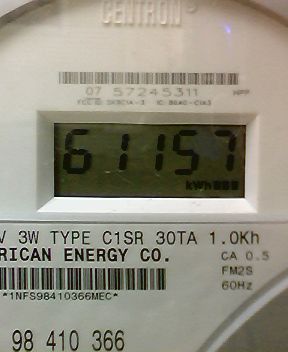 CENTRON
07 57245311
61157
kWh
V 3W TYPE C1SR 30TA 1.0Kh
RICAN ENERGY CO. CA 0.5
FM2S
60Hz
*1NFS98410366MEC*
98 410 366